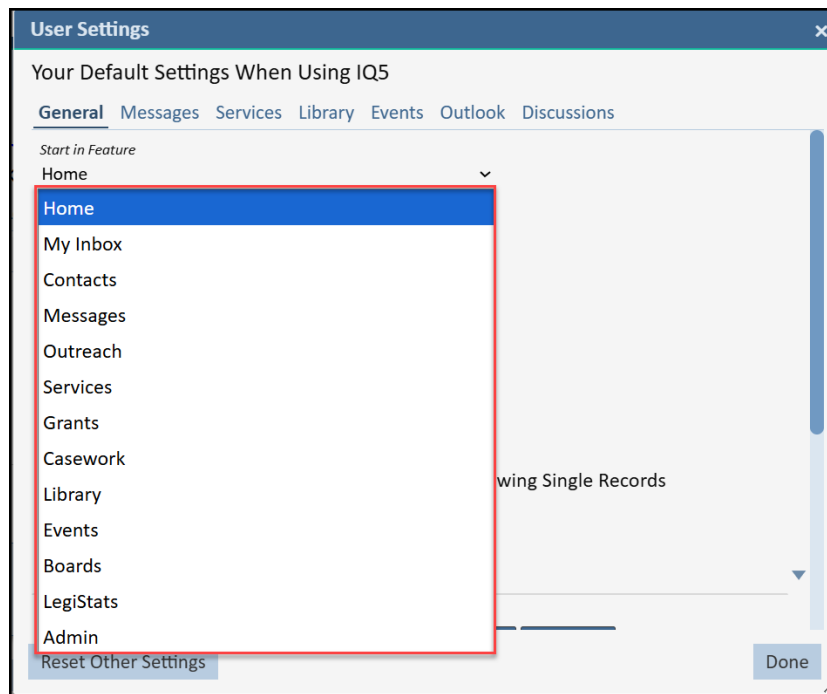 User Settings
Your Default Settings When Using IQ5
General Messages Services Library Events Outlook Discussions
Start in Feature
Home
Home
My Inbox
Contacts
Messages
Outreach
Services
Grants
Casework
wing Single Records
Library
Events
Boards
LegiStats
Admin
Reset Other Settings Done